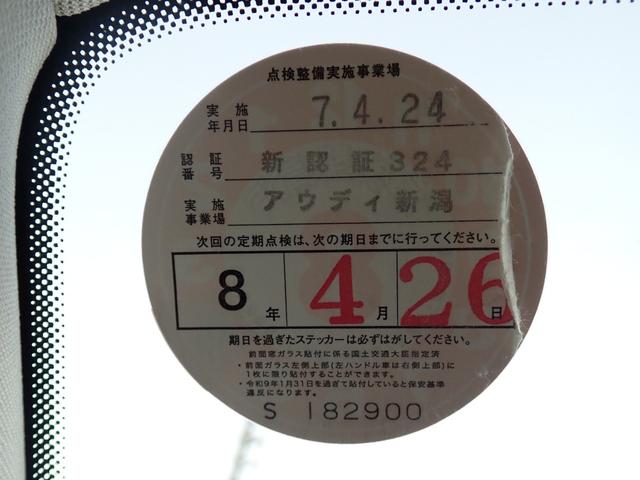 点検整備実施事業場
実施年月日 7.4.24
認証番号 新認証324
実施事業場 アウディ新潟
次回の定期点検は、次の期日までに行ってください。
8年 4月 26日
期日を過ぎたステッカーは必ずはがしてください。
前面窓ガラス貼付に係る国土交通大臣指定済
・前面ガラス左側上部(左ハンドル車は右側上部)に
1枚に限り貼付することができます。
・令和9年1月31日を過ぎて貼付していると保安基準
違反になります。
S 182900